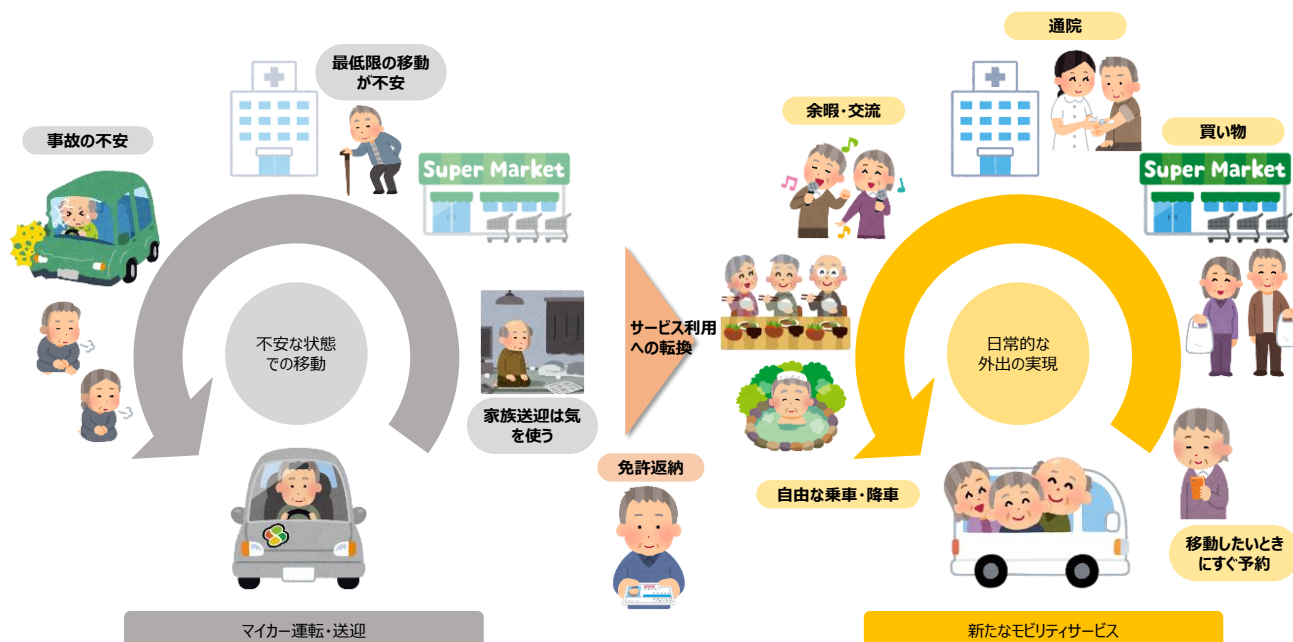 最低限の移動
が不安
事故の不安
Super Market
不安な状態
での移動
家族送迎は気
を使う
マイカー運転・送迎
サービス利用
への転換
免許返納
通院
余暇・交流
買い物
Super Market
日常的な
外出の実現
自由な乗車・降車
移動したいとき
にすぐ予約
新たなモビリティサービス